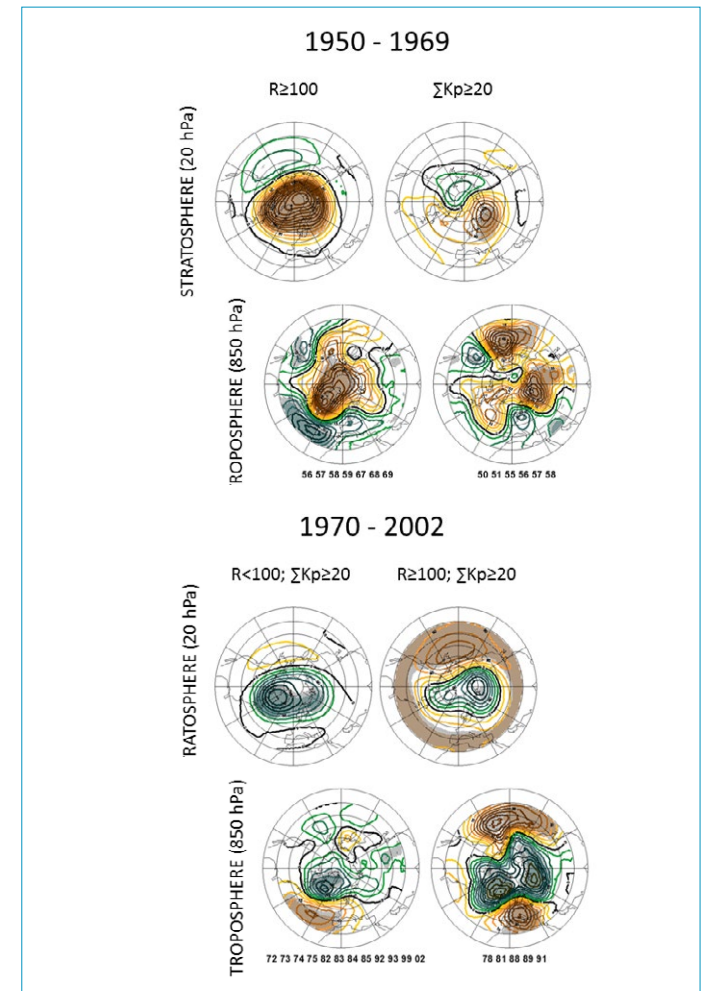 1950 - 1969
R≥100
∑Kp≥20
STRATOSPHERE (20 hPa)
ROPOSPHERE (850 hPa)
56 57 58 59 67 68 69
50 51 55 56 57 58
1970 - 2002
R<100; ∑Kp≥20
R≥100; ∑Kp≥20
RATOSPHERE (20 hPa)
TROPOSPHERE (850 hPa)
72 73 74 75 82 83 84 85 92 93 99 02
78 81 88 89 91